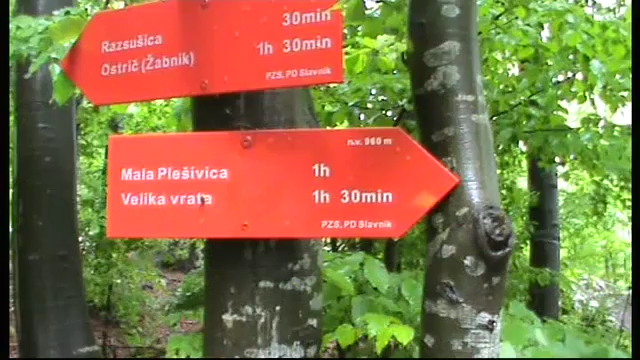 30min
Razsušica
Ostrič(Žabnik) 1h 30min
PZS, PD Slavnik
n.v. 960 m
Mala Plešivica 1h
Velika vrata 1h 30min
PZS, PD Slavnik